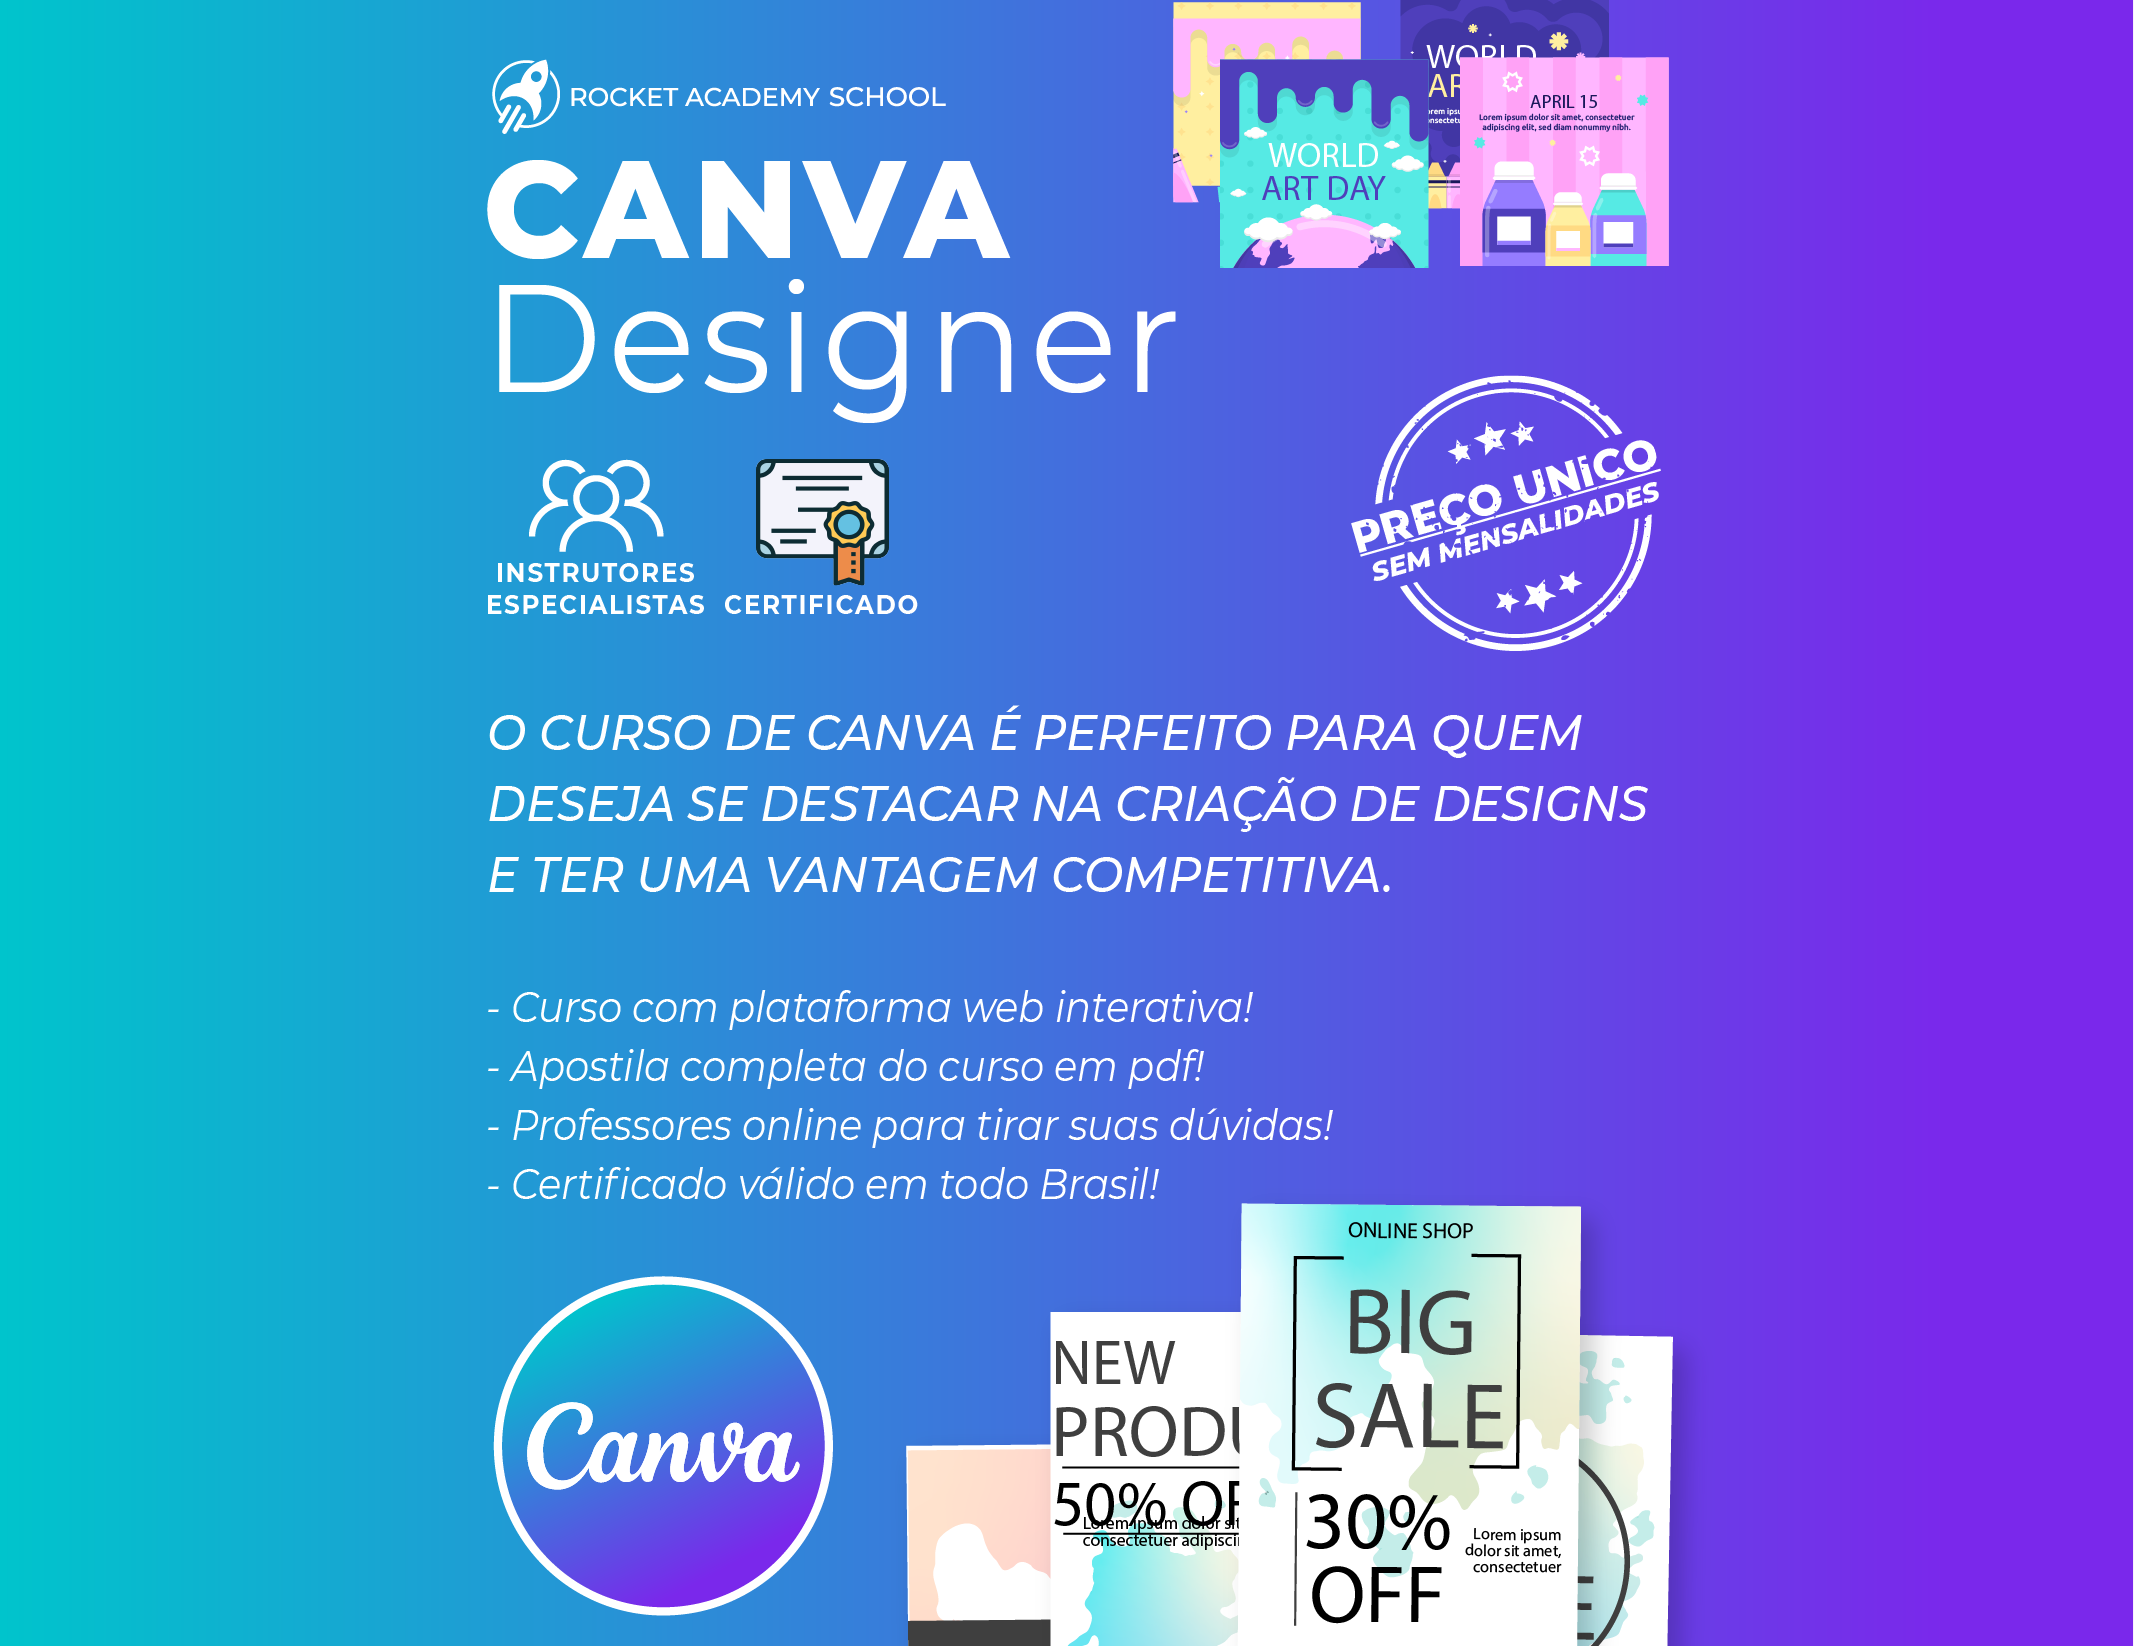 ROCKET ACADEMY SCHOOL
CANVA
Designer
WORLD
ART DAY
WORLD
APRIL 15
Lorem ipsum dolor sit amet, consectetuer
adipiscing elit, sed diam nonummy nibh.
INSTRUTORES
ESPECIALISTAS
CERTIFICADO
PREÇO UNiCO
SEM MENSALIDADES
O CURSO DE CANVA É PERFEITO PARA QUEM
DESEJA SE DESTACAR NA CRIAÇÃO DE DESIGNS
E TER UMA VANTAGEM COMPETITIVA.
- Curso com plataforma web interativa!
- Apostila completa do curso em pdf!
- Professores online para tirar suas dúvidas!
- Certificado válido em todo Brasil!
Canva
NEW
PRODU
50% OF
Lorem ipsum dolor sit
consectetuer adipisci
ONLINE SHOP
BIG
SALE
30%
OFF
Lorem ipsum
dolor sit amet,
consectetuer